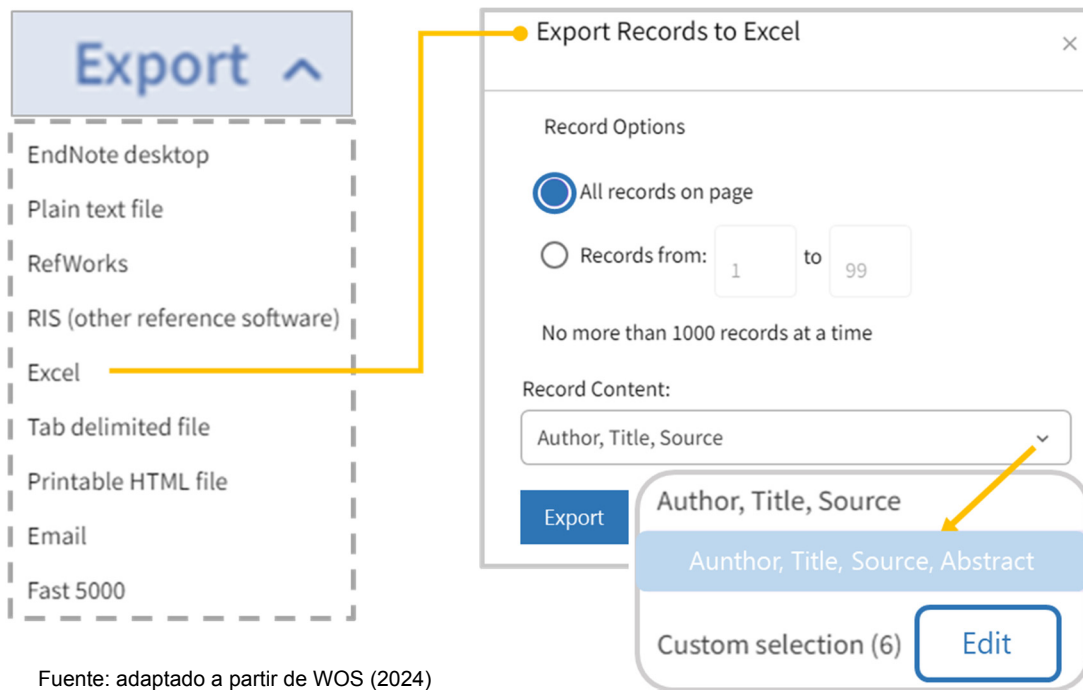 Export
EndNote desktop
Plain text file
RefWorks
RIS (other reference software)
Excel
Tab delimited file
Printable HTML file
Email
Fast 5000
Export Records to Excel
Record Options
All records on page
Records from: 1 to 99
No more than 1000 records at a time
Record Content:
Author, Title, Source
Export
Author, Title, Source
Aunthor, Title, Source, Abstract
Custom selection (6) Edit
Fuente: adaptado a partir de WOS (2024)